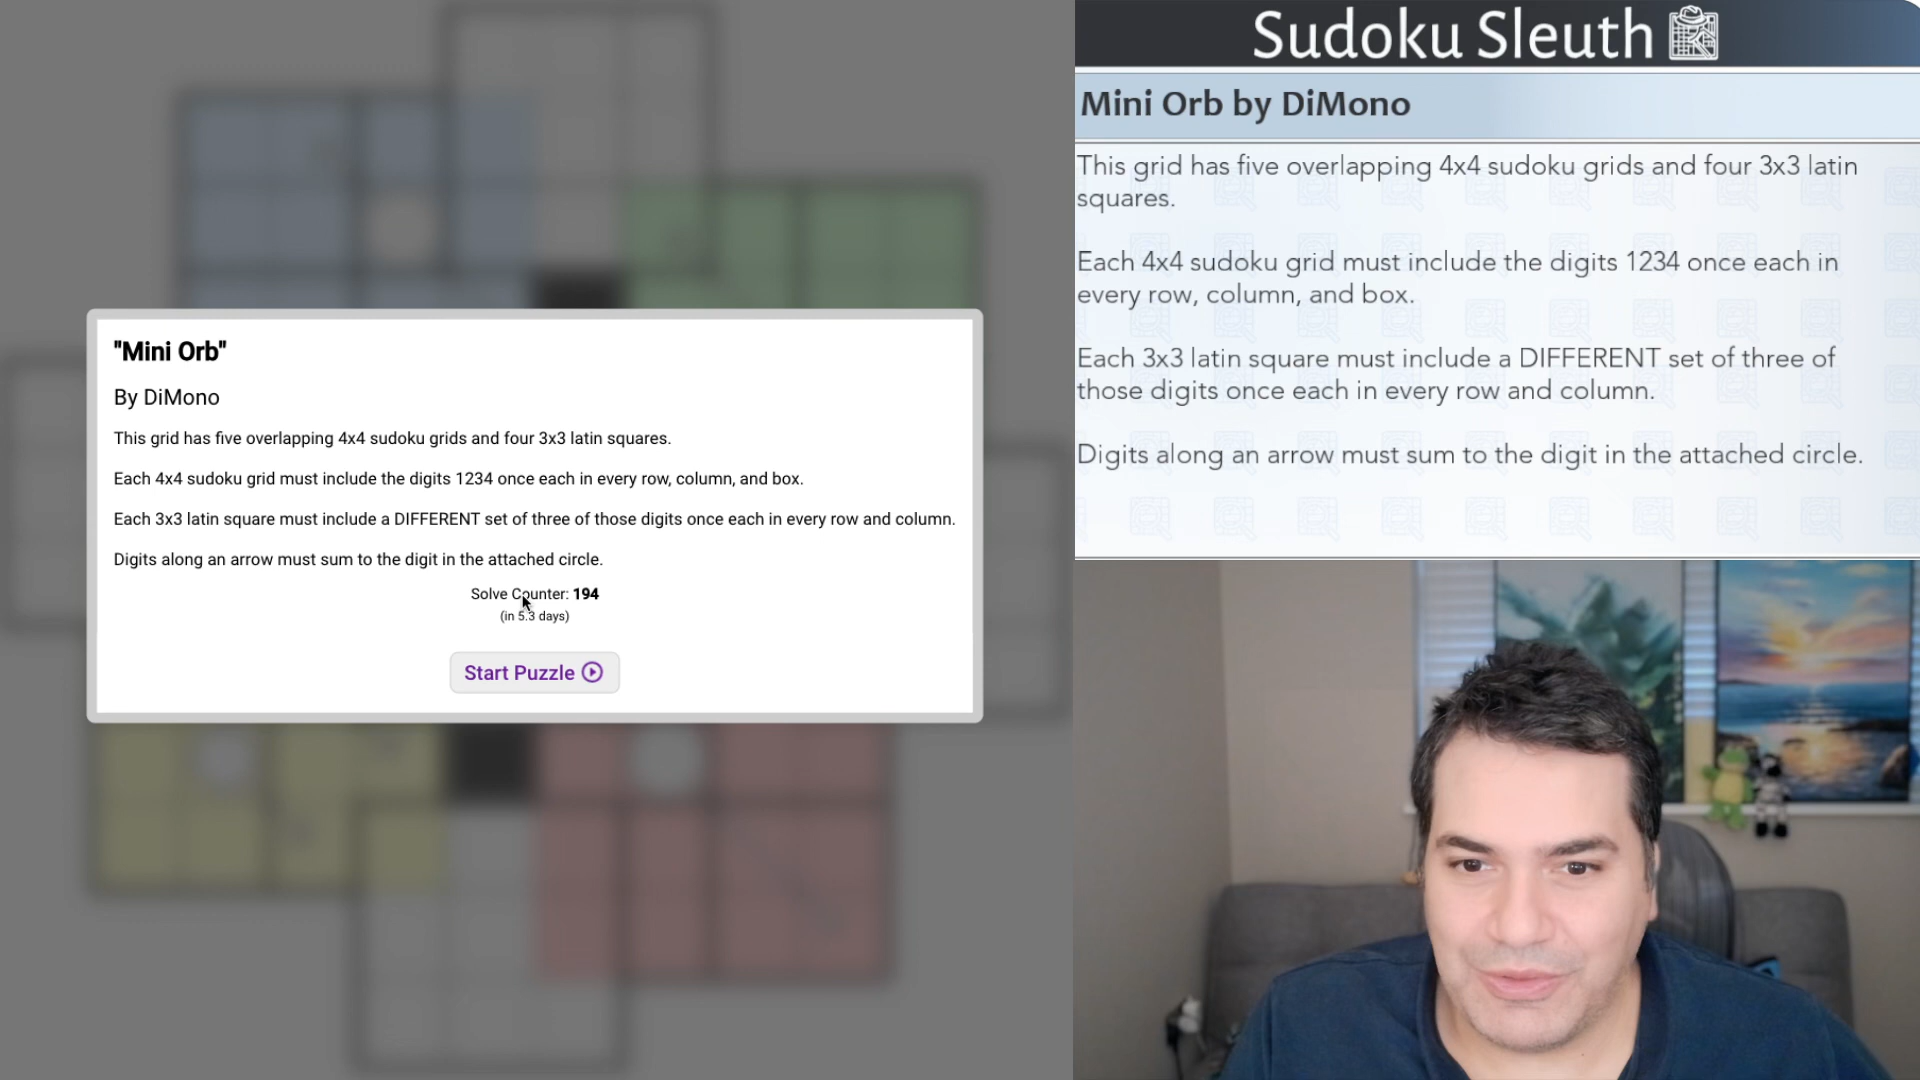 "Mini Orb"
By DiMono
This grid has five overlapping 4x4 sudoku grids and four 3x3 latin squares.
Each 4x4 sudoku grid must include the digits 1234 once each in every row, column, and box.
Each 3x3 latin square must include a DIFFERENT set of three of those digits once each in every row and column.
Digits along an arrow must sum to the digit in the attached circle.
Solve Counter: 194
(in 5.3 days)
Start Puzzle
Sudoku Sleuth
Mini Orb by DiMono
This grid has five overlapping 4x4 sudoku grids and four 3x3 latin
squares.
Each 4x4 sudoku grid must include the digits 1234 once each in
every row, column, and box.
Each 3x3 latin square must include a DIFFERENT set of three of
those digits once each in every row and column.
Digits along an arrow must sum to the digit in the attached circle.